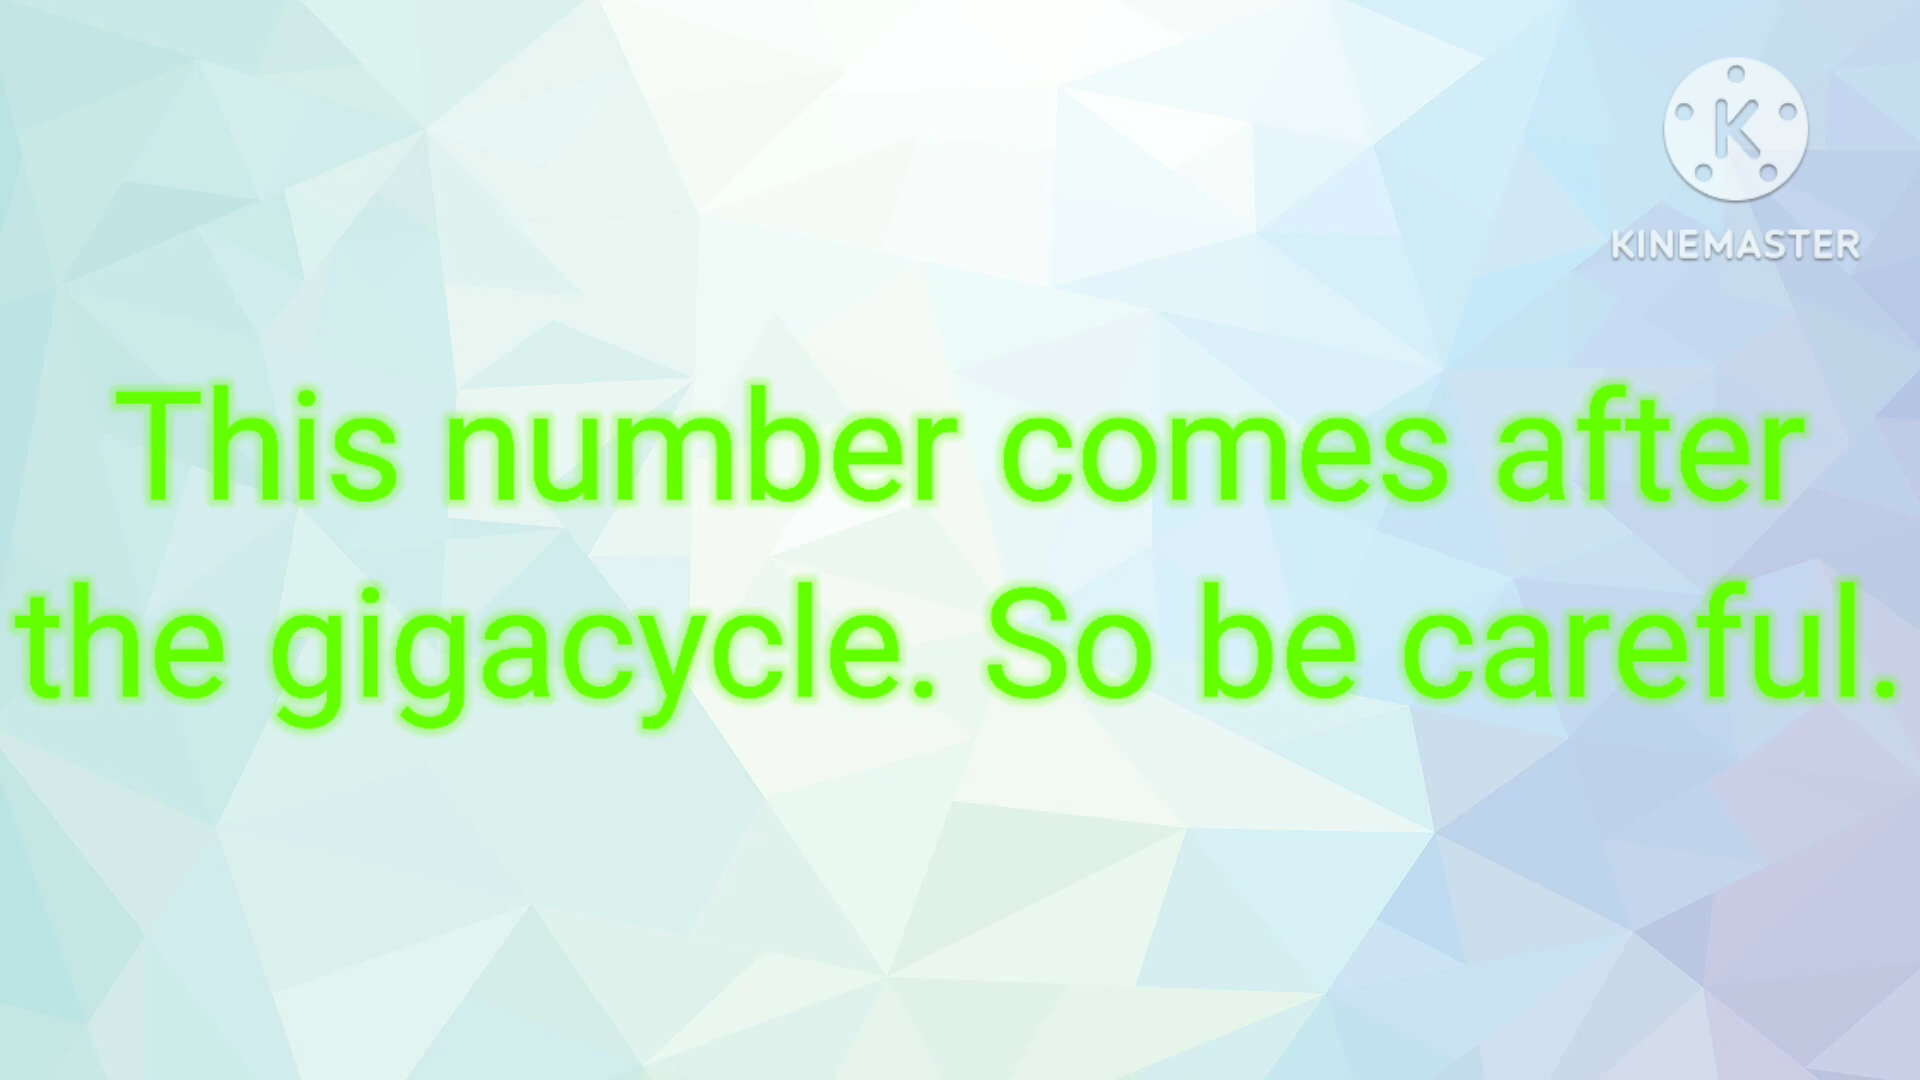 K
KINEMASTER
This number comes after
the gigacycle. So be careful.